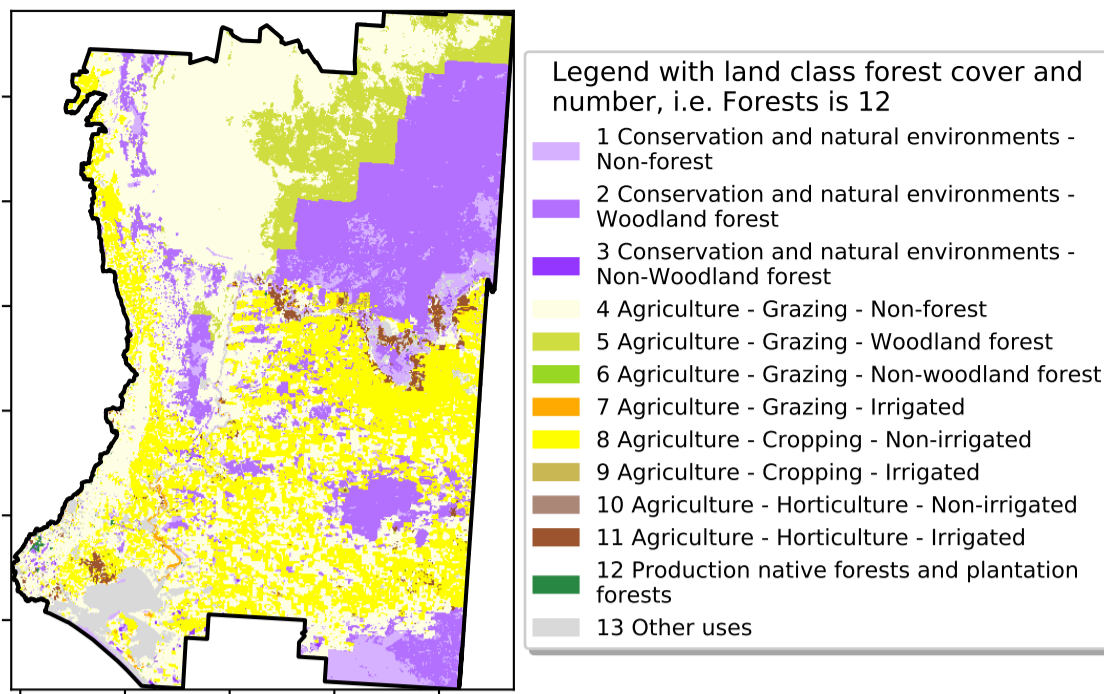 Legend with land class forest cover and
number, i.e. Forests is 12
1 Conservation and natural environments -
Non-forest
2 Conservation and natural environments -
Woodland forest
3 Conservation and natural environments -
Non-Woodland forest
4 Agriculture - Grazing - Non-forest
5 Agriculture - Grazing - Woodland forest
6 Agriculture - Grazing - Non-woodland forest
7 Agriculture - Grazing - Irrigated
8 Agriculture - Cropping - Non-irrigated
9 Agriculture - Cropping - Irrigated
10 Agriculture - Horticulture - Non-irrigated
11 Agriculture - Horticulture - Irrigated
12 Production native forests and plantation
forests
13 Other uses